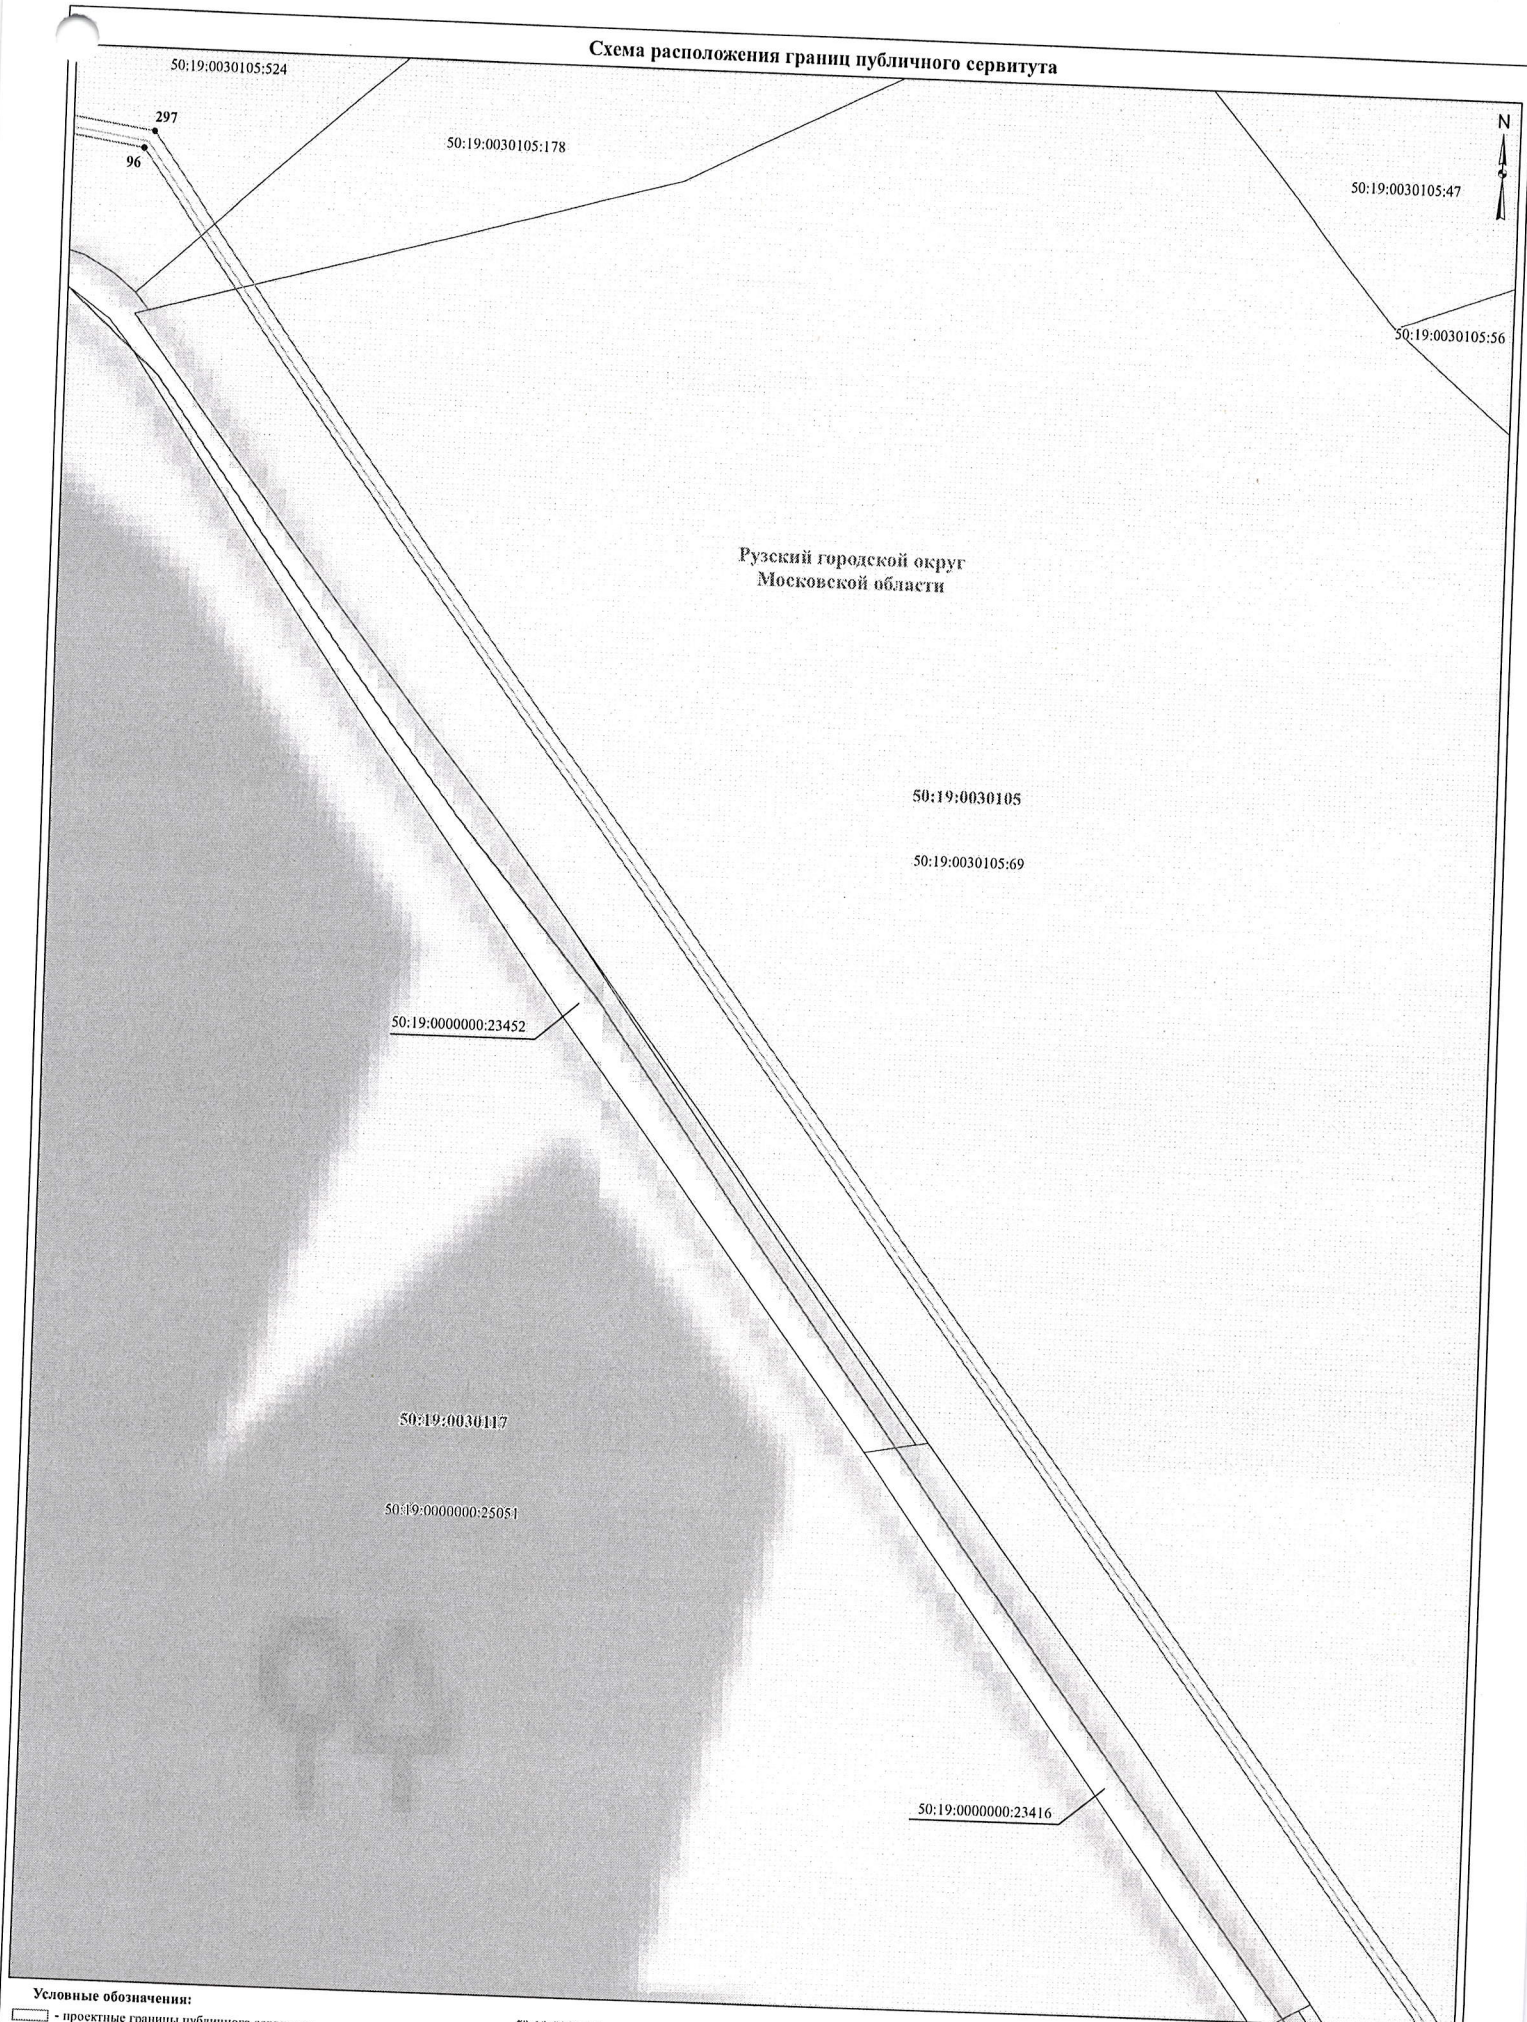 Схема расположения границ публичного сервитута
50:19:0030105:524
297
50:19:0030105:178
N
96
50:19:0030105:47
50:19:0030105:56
Рузский городской округ
Московской области
50:19:0030105
50:19:0030105:69
50:19:0000000:23452
50:19:0030117
50:19:0000000:25051
50:19:0000000:23416
Условные обозначения:
- проектные границы публичного